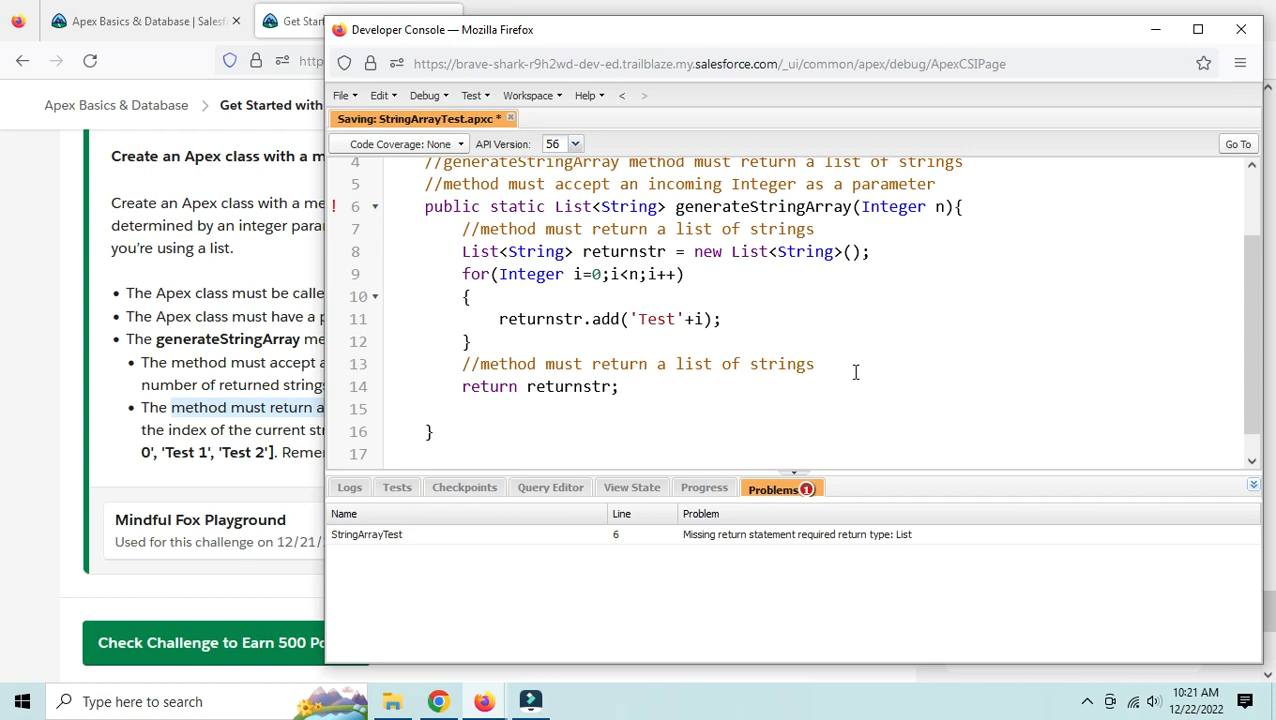 Apex Basics & Database | Salesf
Get Star
Developer Console — Mozilla Firefox
http
https://brave-shark-r9h2wd-dev-ed.trailblaze.my.salesforce.com/_ui/common/apex/debug/ApexCSIPage
Apex Basics & Database
Get Started with
File
Edit
Debug
Test
Workspace
Help
<
>
Saving: StringArrayTest.apxc *
Code Coverage: None
API Version:
56
Go To
Create an Apex class with a m
Create an Apex class with a me
determined by an integer para
you're using a list.
• The Apex class must be calle
• The Apex class must have a p
• The generateStringArray me
• The method must accept a
number of returned strings
• The method must return a
the index of the current str
0', 'Test 1', 'Test 2']. Remem
4 //generateStringArray method must return a list of strings
5 //method must accept an incoming Integer as a parameter
! 6 public static List<String> generateStringArray(Integer n){
7 //method must return a list of strings
8 List<String> returnstr = new List<String>();
9 for(Integer i=0;i<n;i++)
10 {
11 returnstr.add('Test'+i);
12 }
13 //method must return a list of strings
14 return returnstr;
15
16 }
17
Logs
Tests
Checkpoints
Query Editor
View State
Progress
Problems 1
Name
Line
Problem
StringArrayTest
6
Missing return statement required return type: List
Mindful Fox Playground
Used for this challenge on 12/21/
Check Challenge to Earn 500 Po
Type here to search
10:21 AM
12/22/2022